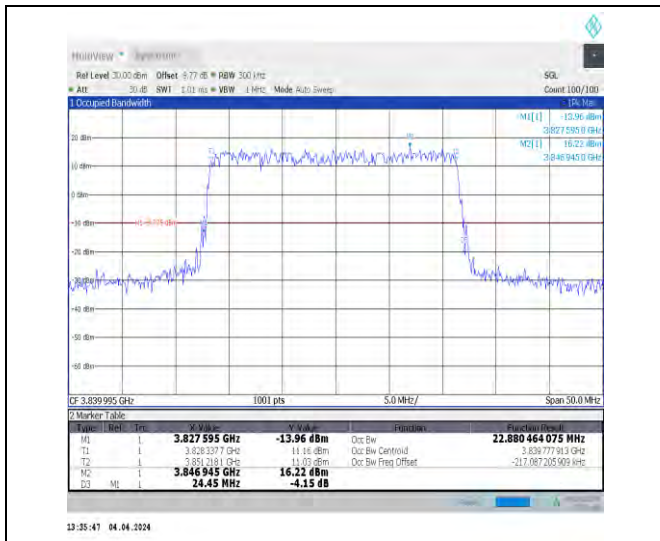 MultiView Spectrum
Ref Level 30.00 dBm Offset 9.77 dB RBW 300 kHz SGL
Att 30 dB SWT 1.01 ms VBW 1 MHz Mode Auto Sweep Count 100/100
1 Occupied Bandwidth 1Pk Max
M1[1] -13.96 dBm
3.827 595 0 GHz
20 dBm M2[1] 16.22 dBm
3.846 945 0 GHz
10 dBm
0 dBm
-10 dBm
-20 dBm
-30 dBm
-40 dBm
-50 dBm
-60 dBm
CF 3.839 995 GHz 1001 pts 5.0 MHz/ Span 50.0 MHz
2 Marker Table
Type Ref Trc X-Value Y-Value Function Function Result
M1 1 3.827 595 GHz -13.96 dBm Occ Bw 22.880 464 075 MHz
T1 1 3.828 337 7 GHz 11.16 dBm Occ Bw Centroid 3.839 777 913 GHz
T2 1 3.851 218 1 GHz 11.03 dBm Occ Bw Freq Offset -217.087 205 909 kHz
M2 1 3.846 945 GHz 16.22 dBm
D3 M1 1 24.45 MHz -4.15 dB
13:35:47 04.04.2024